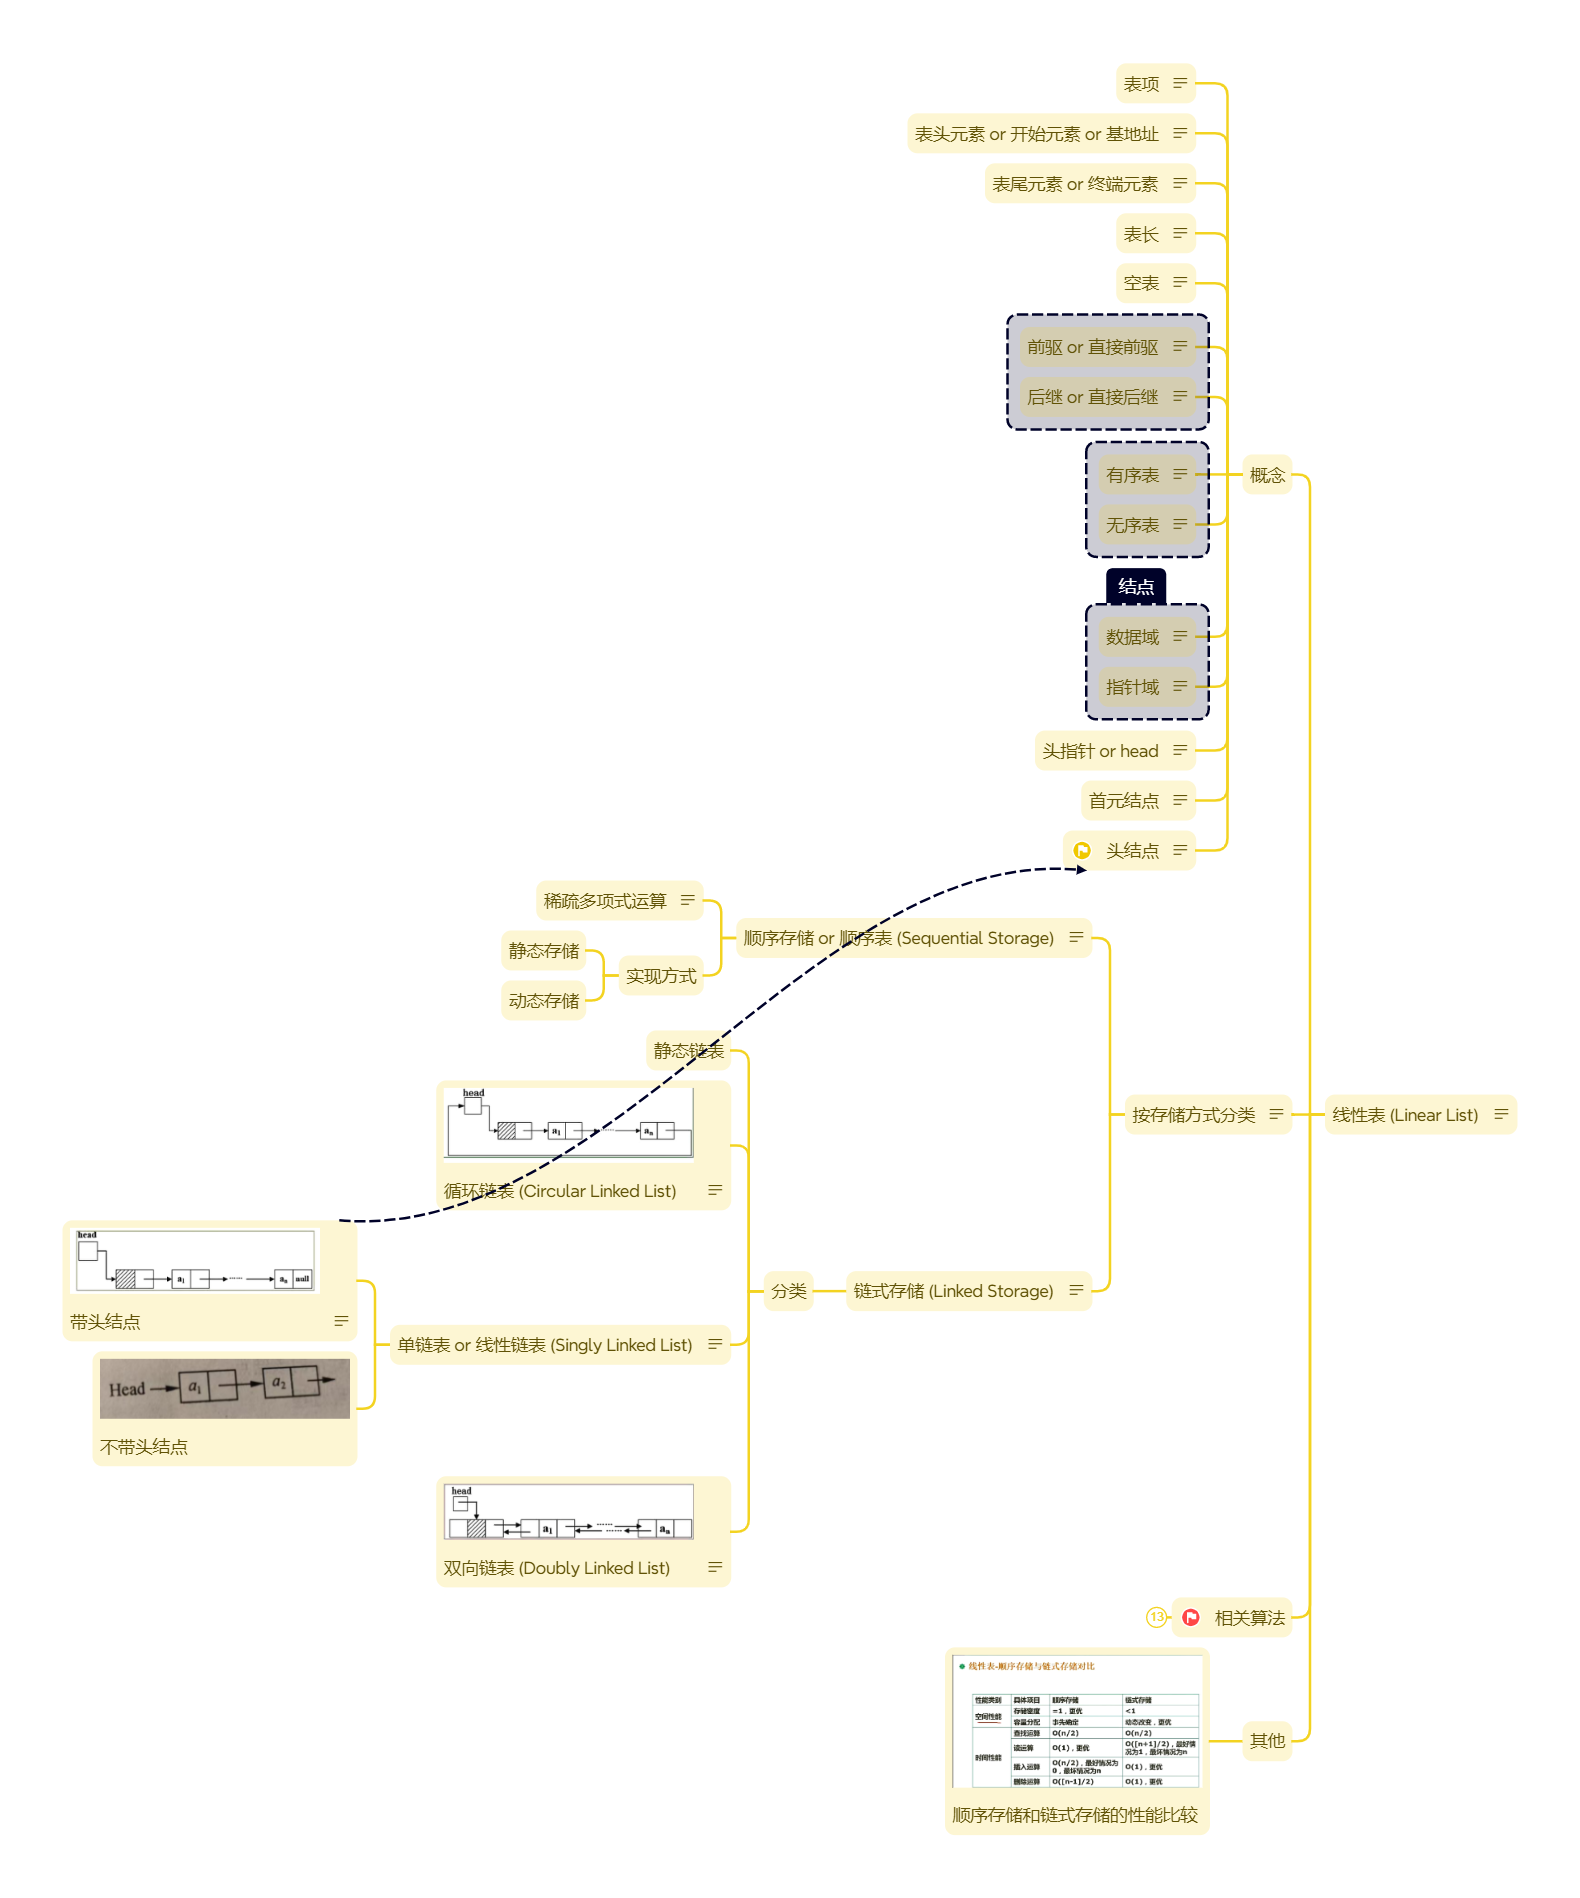 表项
表头元素 or 开始元素 or 基地址
表尾元素 or 终端元素
表长
空表
前驱 or 直接前驱
后继 or 直接后继
有序表
无序表
概念
结点
数据域
指针域
头指针 or head
首元结点
头结点
稀疏多项式运算
顺序存储 or 顺序表 (Sequential Storage)
静态存储
实现方式
动态存储
静态链表
head
a1
an
循环链表 (Circular Linked List)
按存储方式分类
线性表 (Linear List)
head
a1
an null
带头结点
分类
链式存储 (Linked Storage)
单链表 or 线性链表 (Singly Linked List)
Head
a1
a2
不带头结点
head
a1
an
双向链表 (Doubly Linked List)
13
相关算法
线性表-顺序存储与链式存储对比
性能类别 具体项目 顺序存储 链式存储
空间性能 存储密度 =1，更优 <1
容量分配 事先确定 动态改变，更优
时间性能 查找运算 O(n/2) O(n/2)
读运算 O(1)，更优 O([n+1]/2)，最好情况为1，最坏情况为n
插入运算 O(n/2)，最好情况为0，最坏情况为n O(1)，更优
删除运算 O([n-1]/2) O(1)，更优
其他
顺序存储和链式存储的性能比较